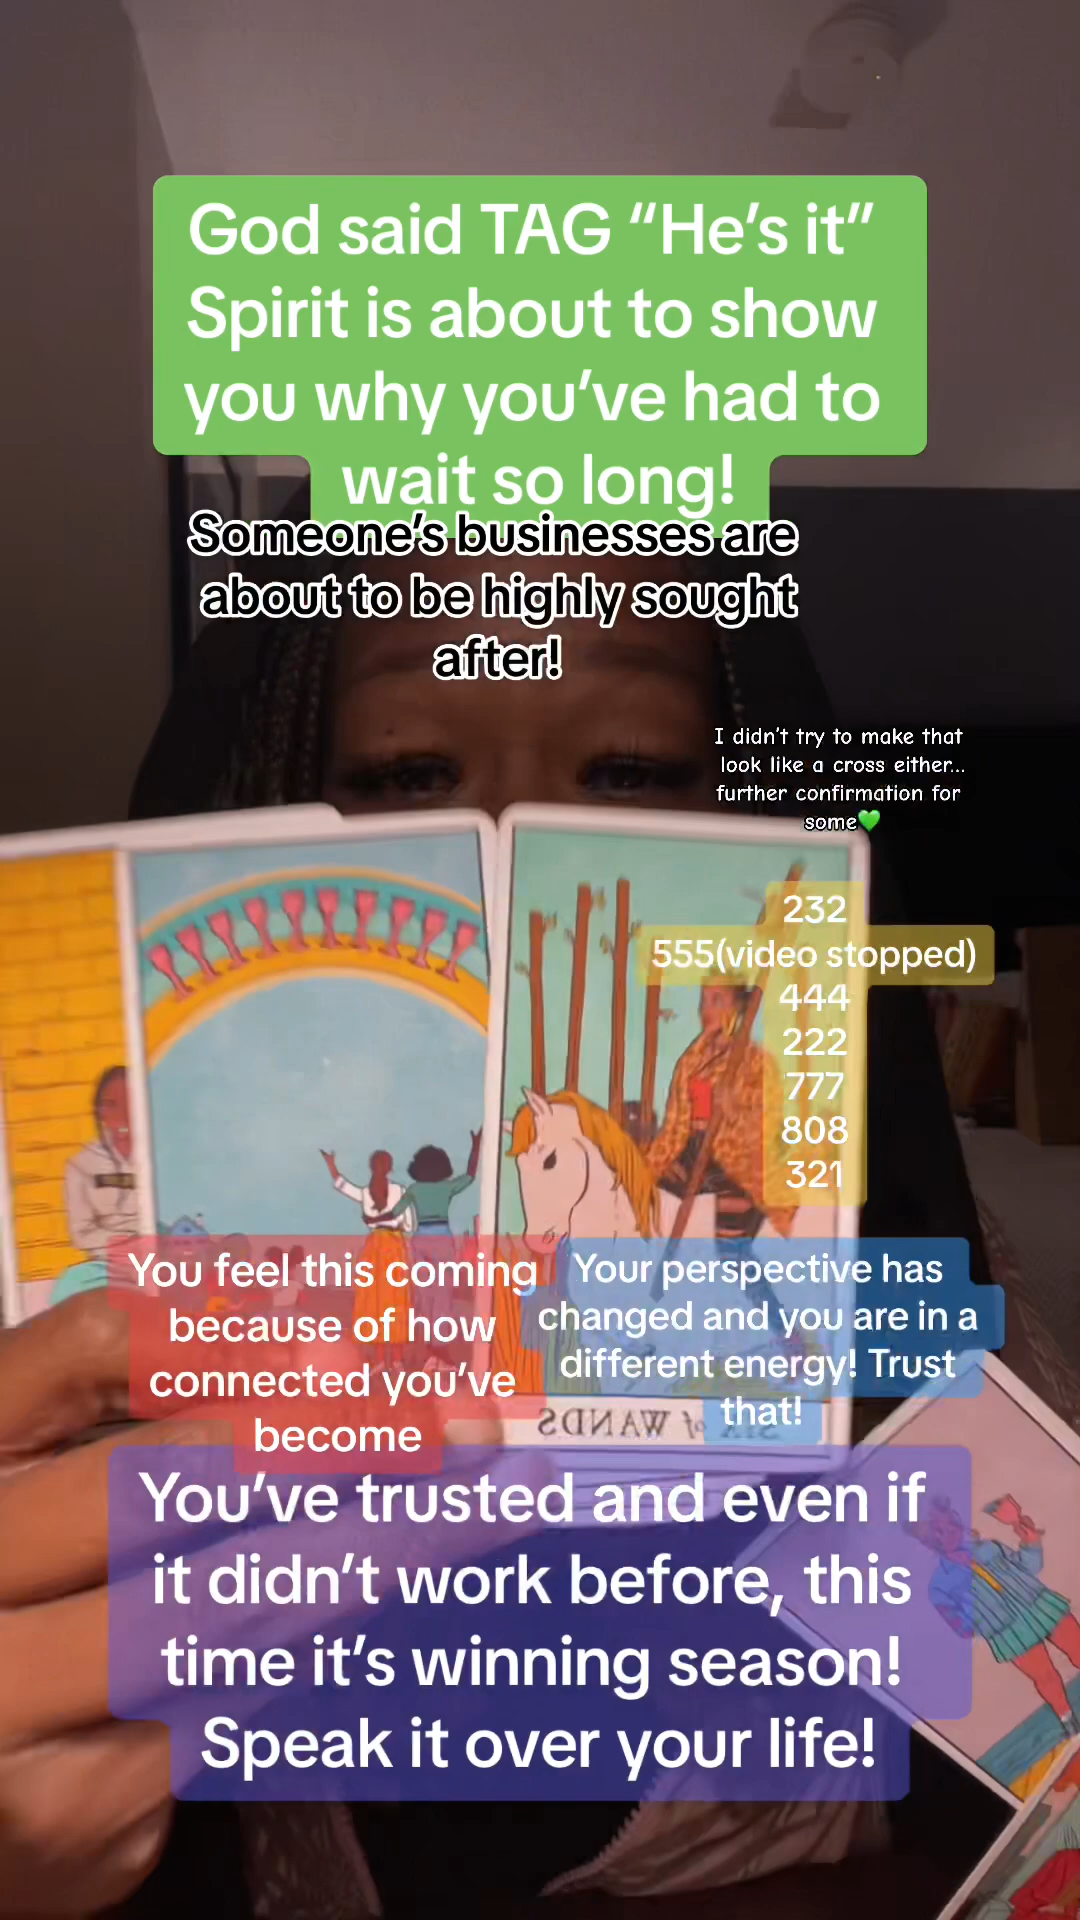 God said TAG “He’s it”
Spirit is about to show
you why you’ve had to
wait so long!
Someone’s businesses are
about to be highly sought
after!
I didn’t try to make that
look like a cross either...
further confirmation for
some💚
232
555(video stopped)
444
222
777
808
321
You feel this coming
because of how
connected you’ve
become
Your perspective has
changed and you are in a
different energy! Trust
that!
SIX of WANDS
You’ve trusted and even if
it didn’t work before, this
time it’s winning season!
Speak it over your life!